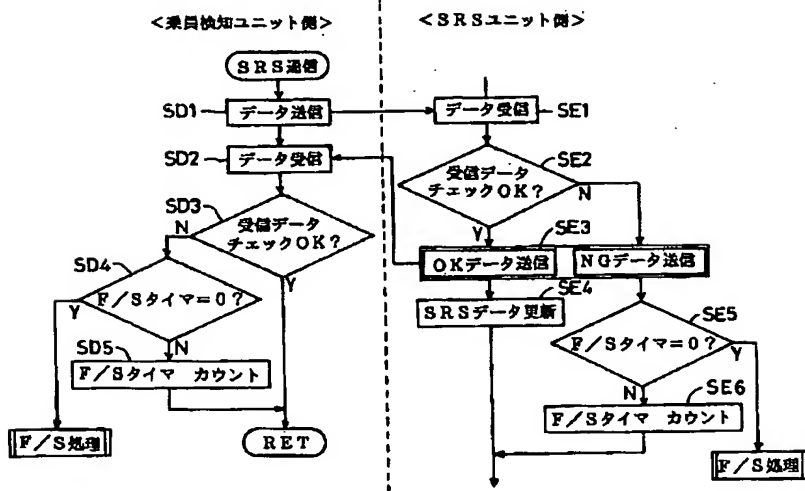 <乗員検知ユニット側>
SRS通信
SD1
データ送信
SD2
データ受信
SD3
受信データ
チェックOK?
N
Y
SD4
F/Sタイマ=0?
Y
N
SD5
F/Sタイマ カウント
F/S処理
RET
<SRSユニット側>
データ受信
SE1
SE2
受信データ
チェックOK?
N
Y
SE3
OKデータ送信
NGデータ送信
SE4
SRSデータ更新
SE5
F/Sタイマ=0?
Y
N
SE6
F/Sタイマ カウント
F/S処理